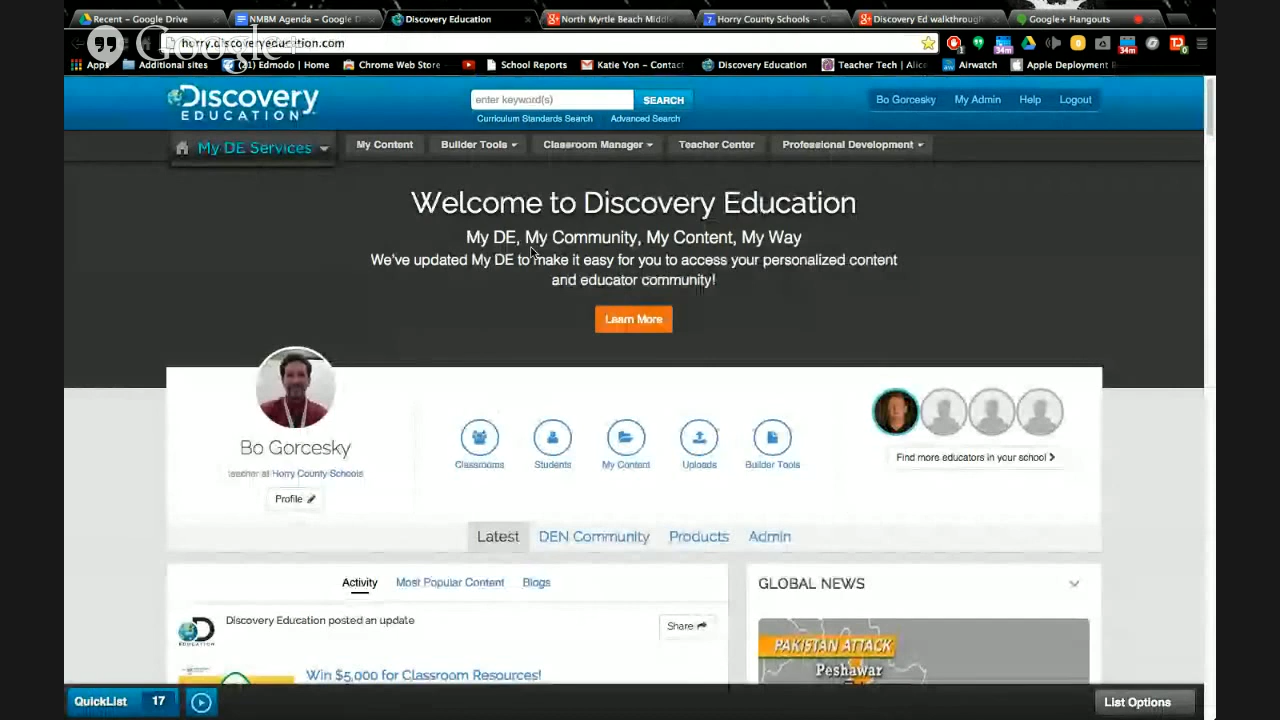 Recent – Google Drive
NMBM Agenda – Google D
Discovery Education
North Myrtle Beach Middle
Horry County Schools – C
Discovery Ed walkthrough
Google+ Hangouts
Google+
horry.discoveryeducation.com
Apps
Additional sites
Edmodo | Home
Chrome Web Store
School Reports
Katie Yon – Contact
Discovery Education
Teacher Tech | Alice
Airwatch
Apple Deployment
Discovery
EDUCATION
enter keyword(s)
SEARCH
Curriculum Standards Search
Advanced Search
Bo Gorcesky
My Admin
Help
Logout
My DE Services
My Content
Builder Tools
Classroom Manager
Teacher Center
Professional Development
Welcome to Discovery Education
My DE, My Community, My Content, My Way
We've updated My DE to make it easy for you to access your personalized content
and educator community!
Learn More
Bo Gorcesky
teacher at Horry County Schools
Profile
Classrooms
Students
My Content
Uploads
Builder Tools
Find more educators in your school
Latest
DEN Community
Products
Admin
Activity
Most Popular Content
Blogs
Discovery Education posted an update
Share
Win $5,000 for Classroom Resources!
GLOBAL NEWS
PAKISTAN ATTACK
Peshawar
QuickList
17
List Options